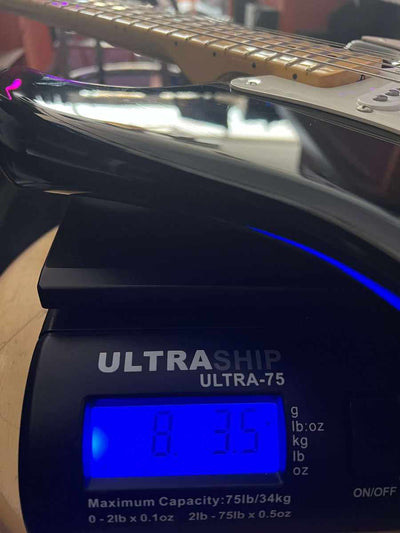 ULTRASHIP
ULTRA-75
8 3.5
g
lb:oz
kg
lb
oz
Maximum Capacity:75lb/34kg
0 - 2lb x 0.1oz 2lb - 75lb x 0.5oz
ON/OFF